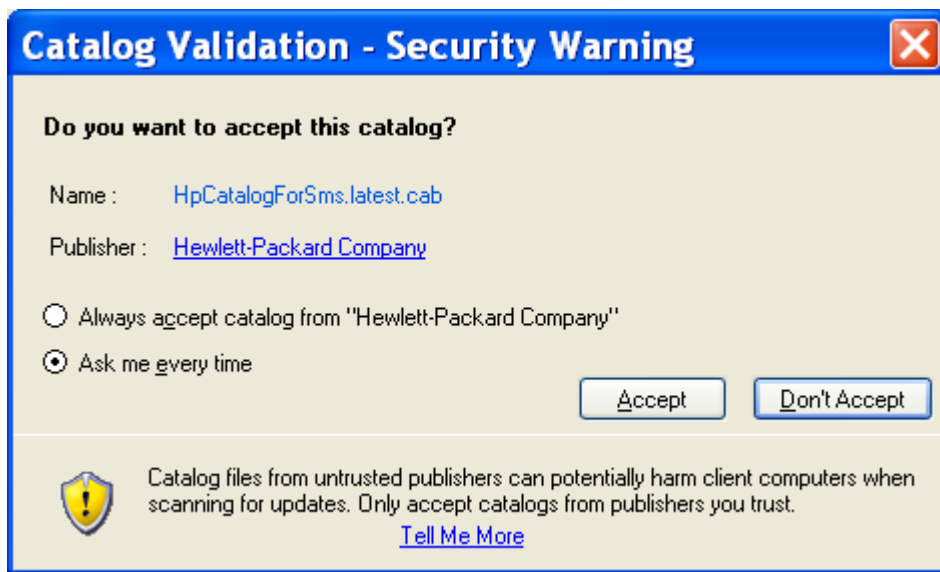 Catalog Validation - Security Warning
Do you want to accept this catalog?
Name : HpCatalogForSms.latest.cab
Publisher : Hewlett-Packard Company
Always accept catalog from "Hewlett-Packard Company"
Ask me every time
Accept Don't Accept
Catalog files from untrusted publishers can potentially harm client computers when
scanning for updates. Only accept catalogs from publishers you trust.
Tell Me More